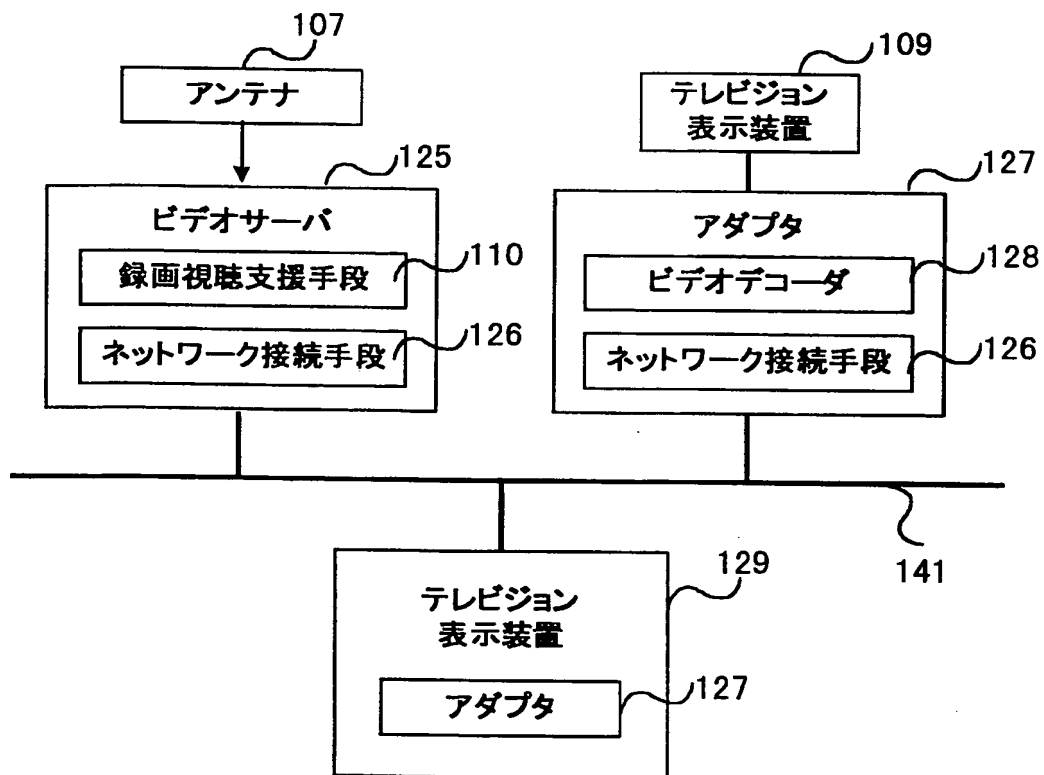 107
アンテナ
109
テレビジョン
表示装置
125
ビデオサーバ
録画視聴支援手段
110
ネットワーク接続手段
126
127
アダプタ
ビデオデコーダ
128
ネットワーク接続手段
126
141
129
テレビジョン
表示装置
アダプタ
127